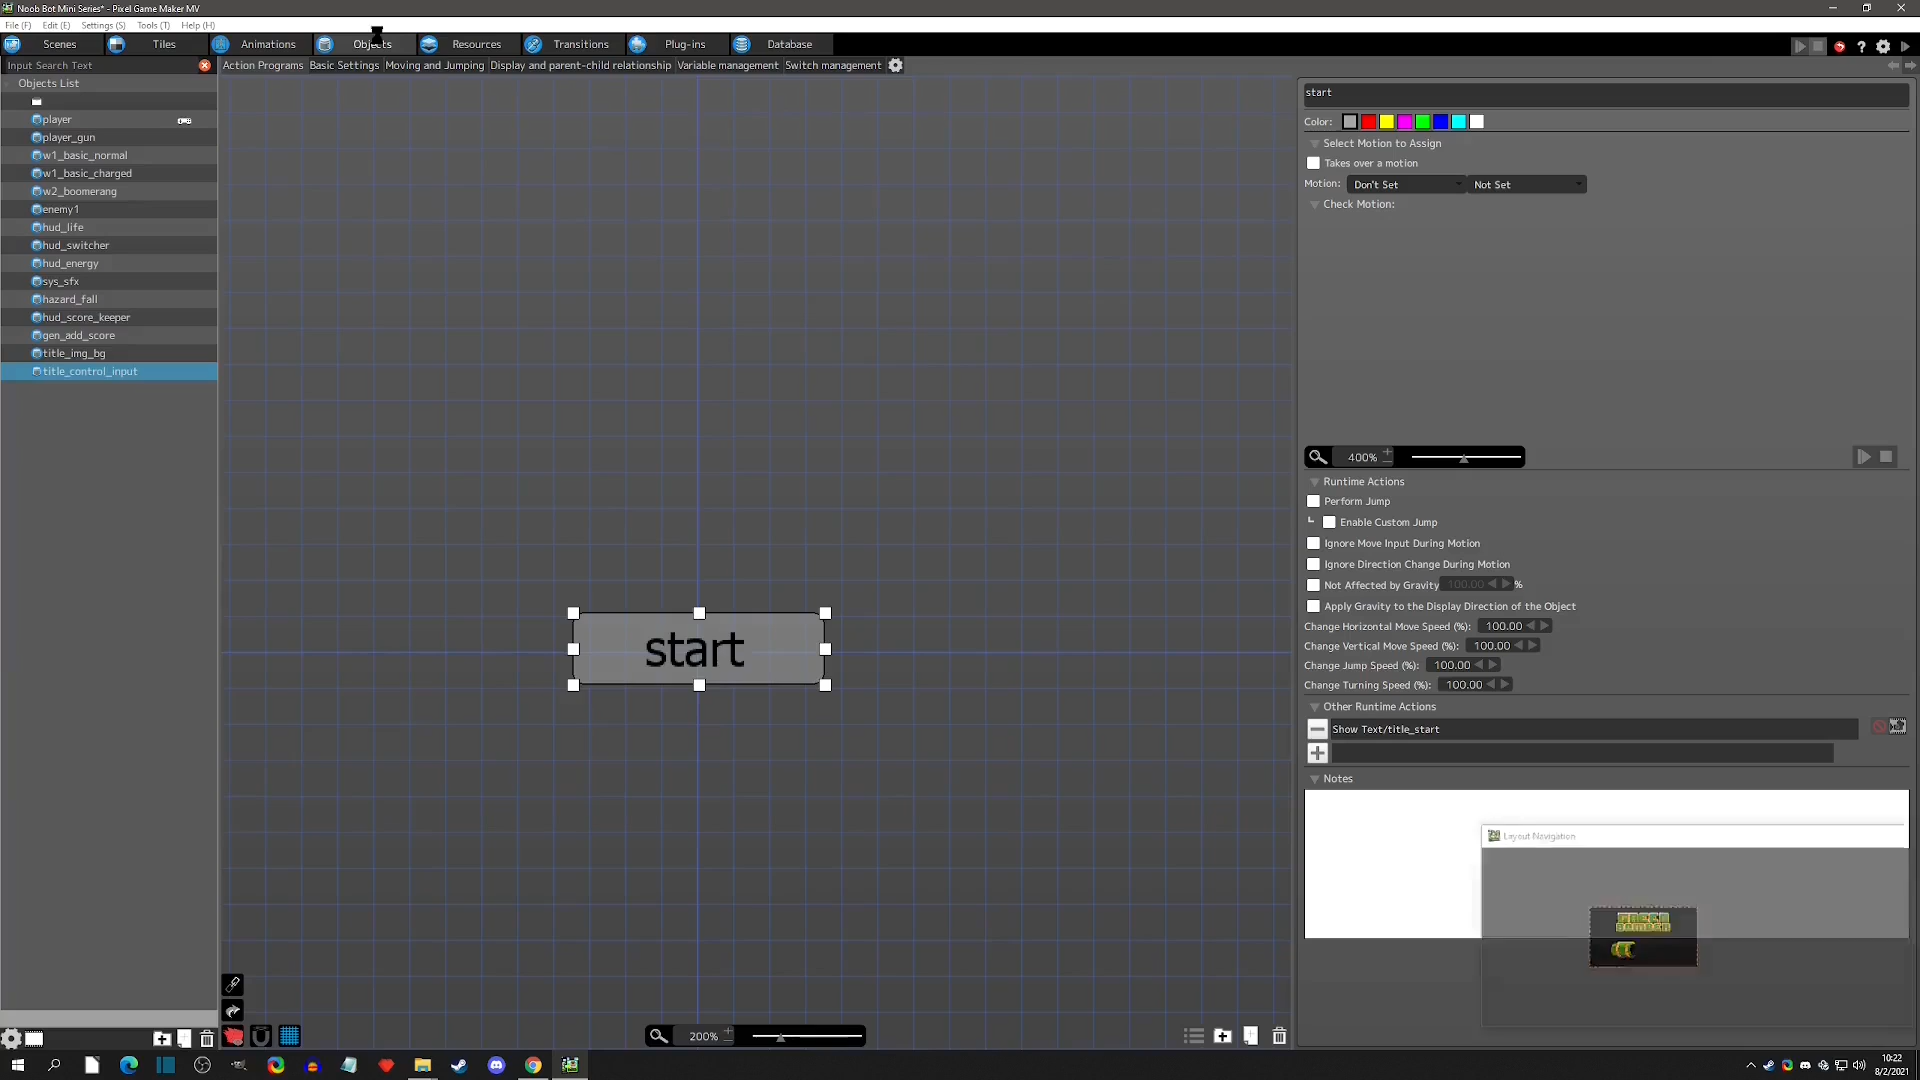 Noob Bot Mini Series* - Pixel Game Maker MV
File (F) Edit (E) Settings (S) Tools (T) Help (H)
Scenes Tiles Animations Objects Resources Transitions Plug-ins Database
Input Search Text
Action Programs Basic Settings Moving and Jumping Display and parent-child relationship Variable management Switch management
Objects List
player
player_gun
w1_basic_normal
w1_basic_charged
w2_boomerang
enemy1
hud_life
hud_switcher
hud_energy
sys_sfx
hazard_fall
hud_score_keeper
gen_add_score
title_img_bg
title_control_input
start
200%
start
Color:
Select Motion to Assign
Takes over a motion
Motion: Don't Set Not Set
Check Motion:
400%
Runtime Actions
Perform Jump
Enable Custom Jump
Ignore Move Input During Motion
Ignore Direction Change During Motion
Not Affected by Gravity 100.00 %
Apply Gravity to the Display Direction of the Object
Change Horizontal Move Speed (%): 100.00
Change Vertical Move Speed (%): 100.00
Change Jump Speed (%): 100.00
Change Turning Speed (%): 100.00
Other Runtime Actions
Show Text/title_start
Notes
Layout Navigation
GREEN
BOMBER
10:22
8/2/2021